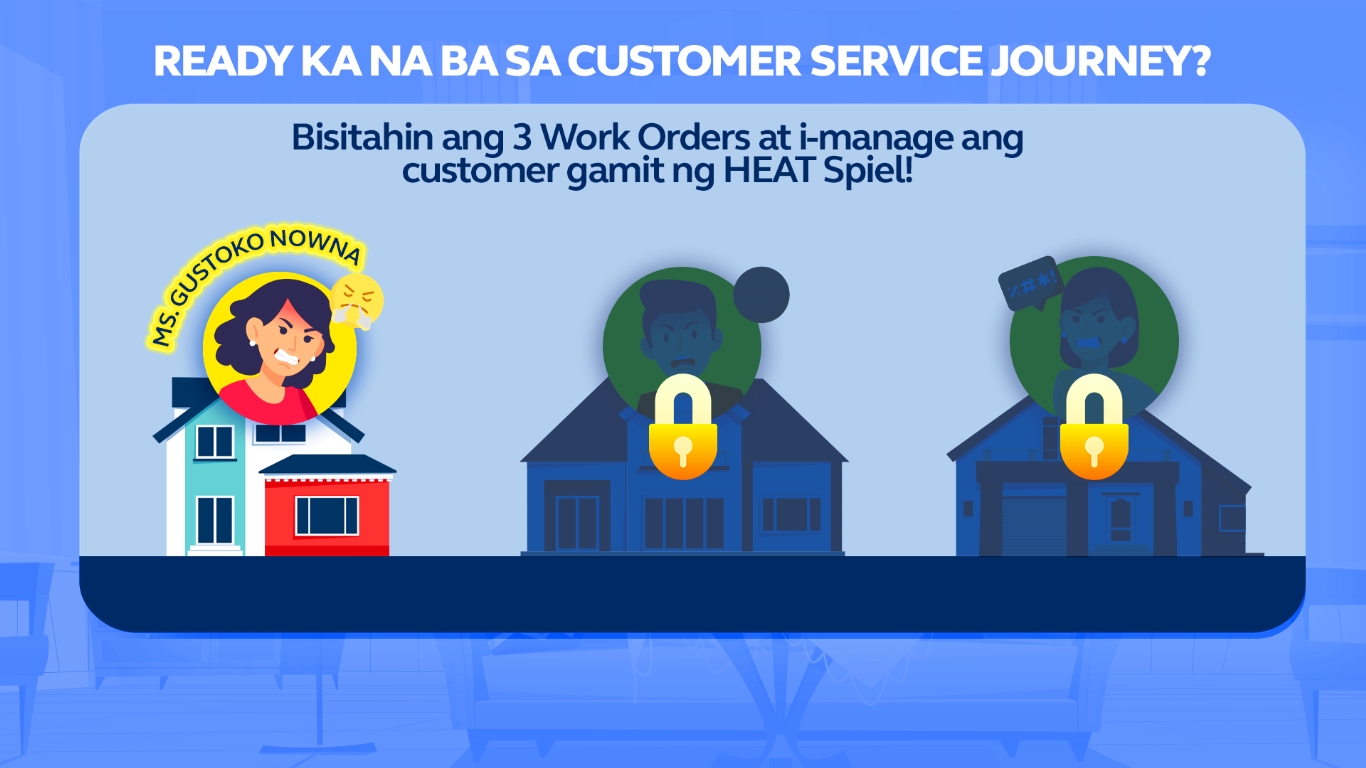 READY KA NA BA SA CUSTOMER SERVICE JOURNEY?
Bisitahin ang 3 Work Orders at i-manage ang
customer gamit ng HEAT Spiel!
MS. GUSTOKO NOWNA
%#*!